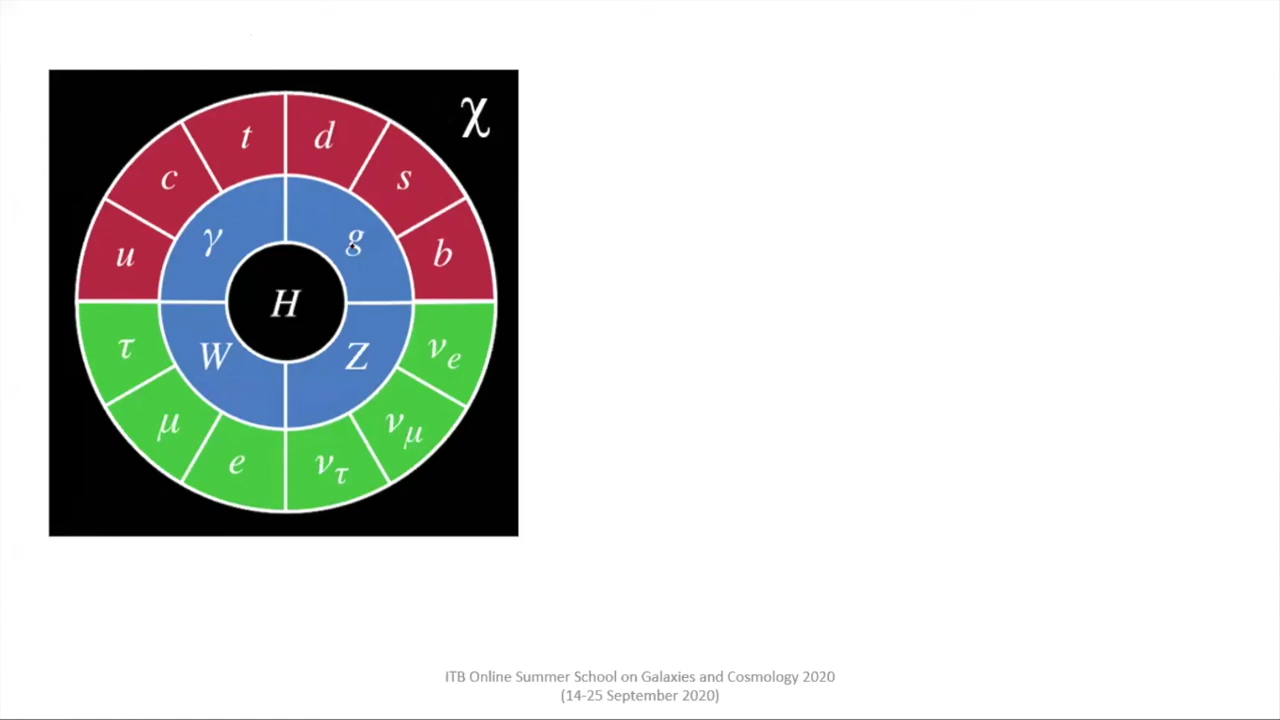 χ
t d
c s
γ g
u b
H
τ W Z νe
μ νμ
e ντ
ITB Online Summer School on Galaxies and Cosmology 2020
(14-25 September 2020)